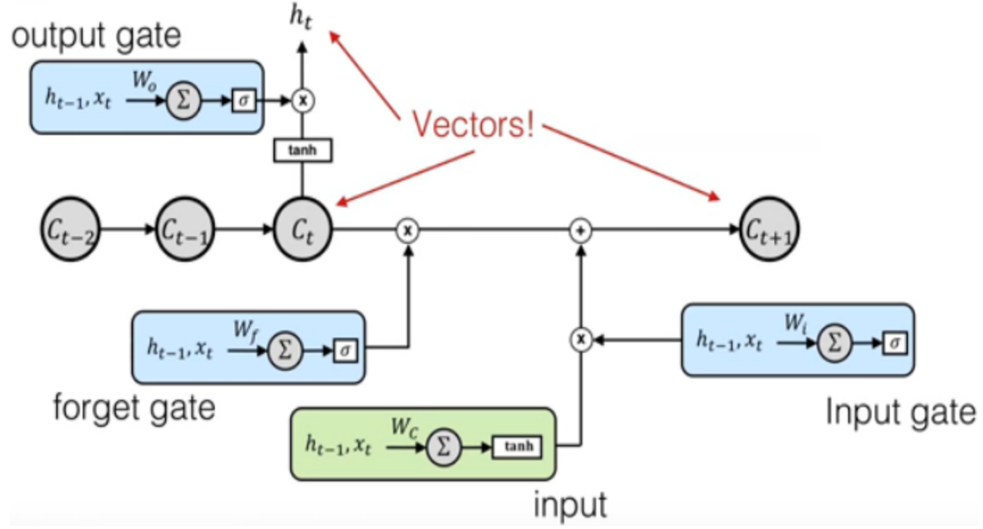 h_t
output gate
h_{t-1}, x_t W_o Σ σ x
Vectors!
tanh
C_{t-2} C_{t-1} C_t x + C_{t+1}
h_{t-1}, x_t W_f Σ σ
x
h_{t-1}, x_t W_i Σ σ
forget gate
Input gate
h_{t-1}, x_t W_C Σ tanh
input